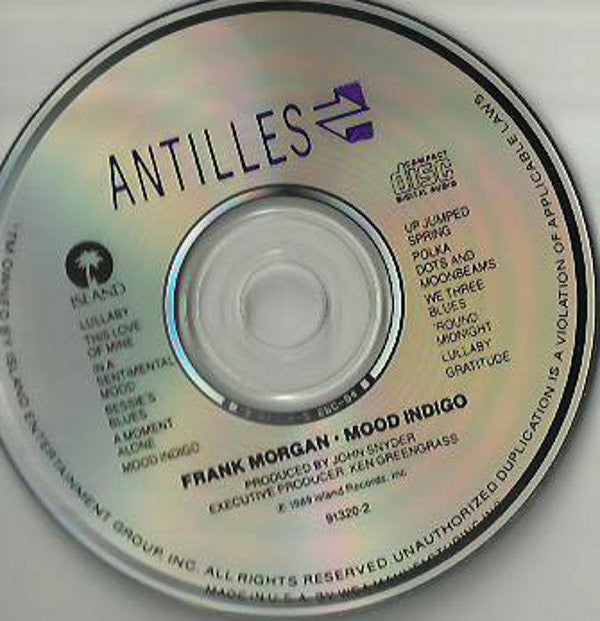 ANTILLES
COMPACT
disc
DIGITAL AUDIO
ISLAND
LULLABY
THIS LOVE
OF MINE
IN A
SENTIMENTAL
MOOD
BESSIE'S
BLUES
A MOMENT
ALONE
MOOD INDIGO
UP JUMPED
SPRING
POLKA
DOTS AND
MOONBEAMS
WE THREE
BLUES
'ROUND
MIDNIGHT
LULLABY
GRATITUDE
FRANK MORGAN • MOOD INDIGO
PRODUCED BY JOHN SNYDER
EXECUTIVE PRODUCER: KEN GREENGRASS
℗ 1989 Island Records, Inc.
91320-2
TM OWNED BY ISLAND ENTERTAINMENT GROUP, INC. ALL RIGHTS RESERVED. UNAUTHORIZED DUPLICATION IS A VIOLATION OF APPLICABLE LAWS.
MADE IN U.S.A. BY